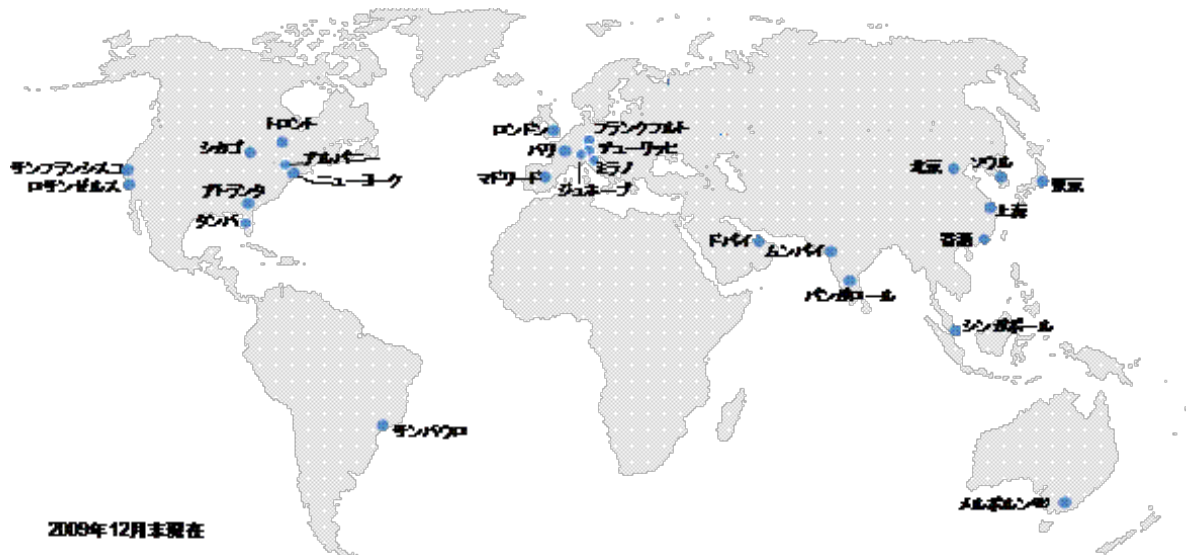 トロント
シカゴ
アルバニー
サンフランシスコ
ロサンゼルス
ニューヨーク
アトランタ
タンパ
サンパウロ
ロンドン
フランクフルト
パリ
チューリッヒ
ミラノ
マドリード
ジュネーブ
ドバイ
ムンバイ
バンガロール
北京
ソウル
東京
上海
香港
シンガポール
メルボルン
2009年12月末現在